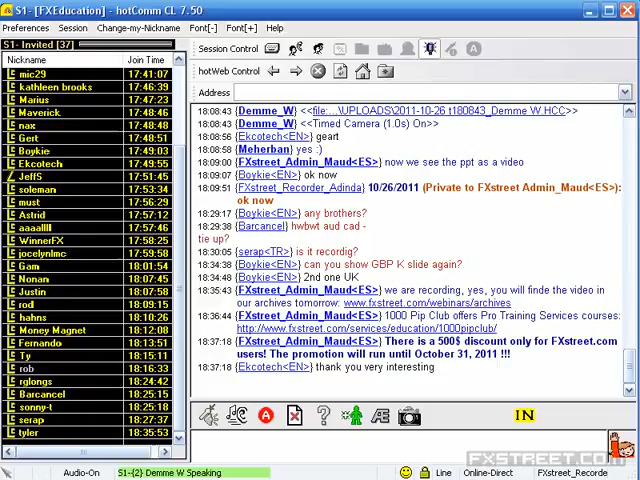 S1- [FXEducation] - hotComm CL 7.50
Preferences Session Change-my-Nickname Font[-] Font[+] Help
S1- Invited [37]
Session Control
hotWeb Control
Address
Nickname Join Time
mic29 17:41:07
kathleen brooks 17:46:39
Marius 17:47:23
Maverick 17:48:48
nax 17:48:48
Gert 17:48:51
Boykie 17:49:03
Ekcotech 17:49:55
JeffS 17:51:45
soleman 17:53:34
must 17:56:29
Astrid 17:57:12
aaaallll 17:57:46
WinnerFX 17:58:25
jocelynlmc 17:59:28
Gam 18:01:54
Nonan 18:07:45
Justin 18:07:58
rod 18:09:15
hahns 18:10:26
Money Magnet 18:12:08
Fernando 18:13:51
Ty 18:15:11
rob 18:16:33
rglongs 18:24:42
Barcancel 18:25:15
sonny-t 18:25:18
serap 18:27:37
tyler 18:35:53
18:08:43 {Demme_W} <<file:...\UPLOADS\2011-10-26 t180843_Demme W.HCC>>
18:08:43 {Demme_W} <<Timed Camera (1.0s) On>>
18:08:56 {Ekcotech<EN>} geart
18:08:56 {Meherban} yes :)
18:09:00 {FXstreet_Admin_Maud<ES>} now we see the ppt as a video
18:09:07 {Boykie<EN>} ok now
18:09:51 {FXstreet_Recorder_Adinda} 10/26/2011 (Private to FXstreet Admin_Maud<ES>):
ok now
18:29:17 {Boykie<EN>} any brothers?
18:29:38 {Barcancel} hwbwt aud cad -
tie up?
18:30:05 {serap<TR>} is it recordig?
18:34:39 {Boykie<EN>} can you show GBP K slide again?
18:34:48 {Boykie<EN>} 2nd one UK
18:35:43 {FXstreet_Admin_Maud<ES>} we are recording, yes, you will finde the video in
our archives tomorrow: www.fxstreet.com/webinars/archives
18:36:44 {FXstreet_Admin_Maud<ES>} 1000 Pip Club offers Pro Training Services courses:
http://www.fxstreet.com/services/education/1000pipclub/
18:37:18 {FXstreet_Admin_Maud<ES>} There is a 500$ discount only for FXstreet.com
users! The promotion will run until October 31, 2011 !!!
18:37:18 {Ekcotech<EN>} thank you very interesting
IN
FXSTREET.COM
Audio-On S1-{2} Demme W Speaking Line Online-Direct FXstreet_Recorde